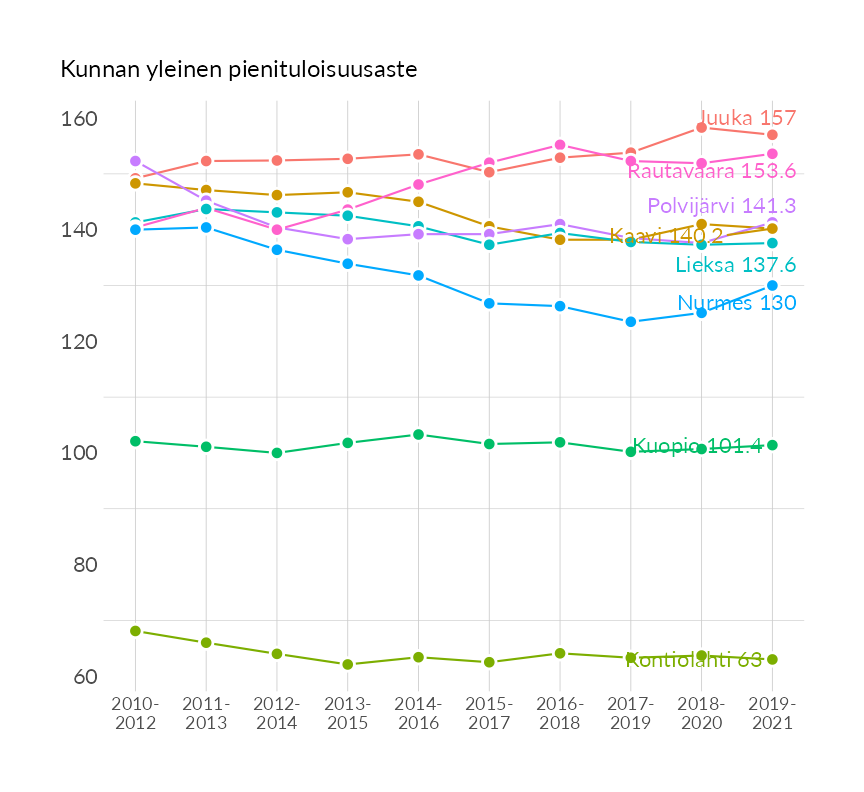 Kunnan yleinen pienituloisuusaste
160
140
120
100
80
60
Juuka 157
Rautavaara 153.6
Polvijärvi 141.3
Kaavi 140.2
Lieksa 137.6
Nurmes 130
Kuopio 101.4
Kontiolahti 63
2010-
2012
2011-
2013
2012-
2014
2013-
2015
2014-
2016
2015-
2017
2016-
2018
2017-
2019
2018-
2020
2019-
2021